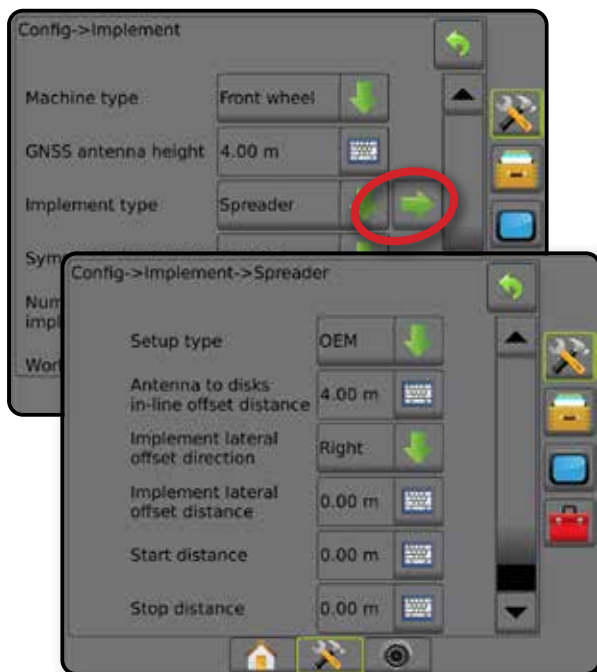 Config->Implement
Machine type
Front wheel
GNSS antenna height
4.00 m
Implement type
Spreader
Config->Implement->Spreader
Setup type
OEM
Antenna to disks
in-line offset distance
4.00 m
Implement lateral
offset direction
Right
Implement lateral
offset distance
0.00 m
Start distance
0.00 m
Stop distance
0.00 m